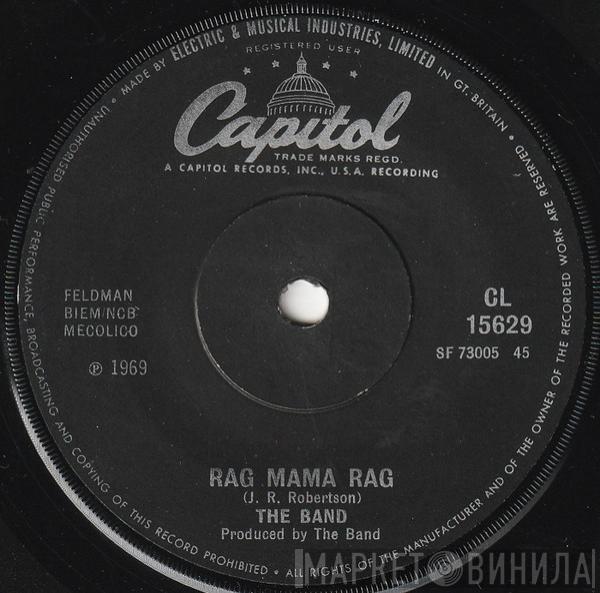 MADE BY ELECTRIC & MUSICAL INDUSTRIES, LIMITED IN GT. BRITAIN •
REGISTERED USER
Capitol
TRADE MARKS REGD.
A CAPITOL RECORDS, INC., U.S.A. RECORDING
FELDMAN
BIEM/NCB
MECOLICO
℗ 1969
CL
15629
SF 73005 45
RAG MAMA RAG
(J. R. Robertson)
THE BAND
Produced by The Band
UNAUTHORISED PUBLIC PERFORMANCE, BROADCASTING AND COPYING OF THIS RECORD PROHIBITED • ALL RIGHTS OF THE MANUFACTURER AND OF THE OWNER OF THE RECORDED WORK ARE RESERVED •
МАРКЕТ ВИНИЛА